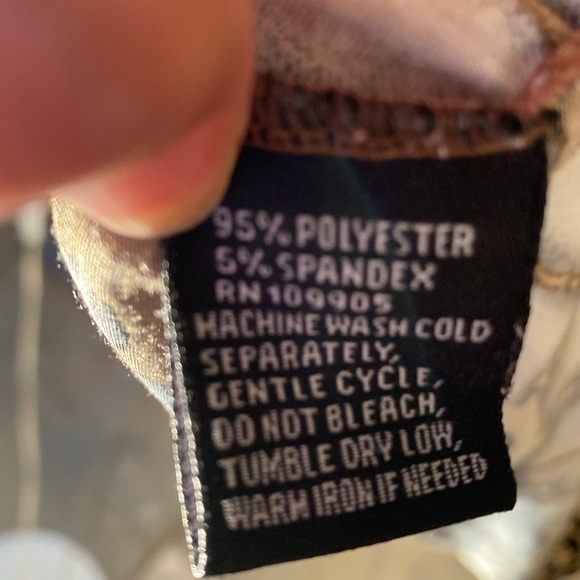 95% POLYESTER
5% SPANDEX
RN 109905
MACHINE WASH COLD
SEPARATELY,
GENTLE CYCLE,
DO NOT BLEACH,
TUMBLE DRY LOW,
WARM IRON IF NEEDED